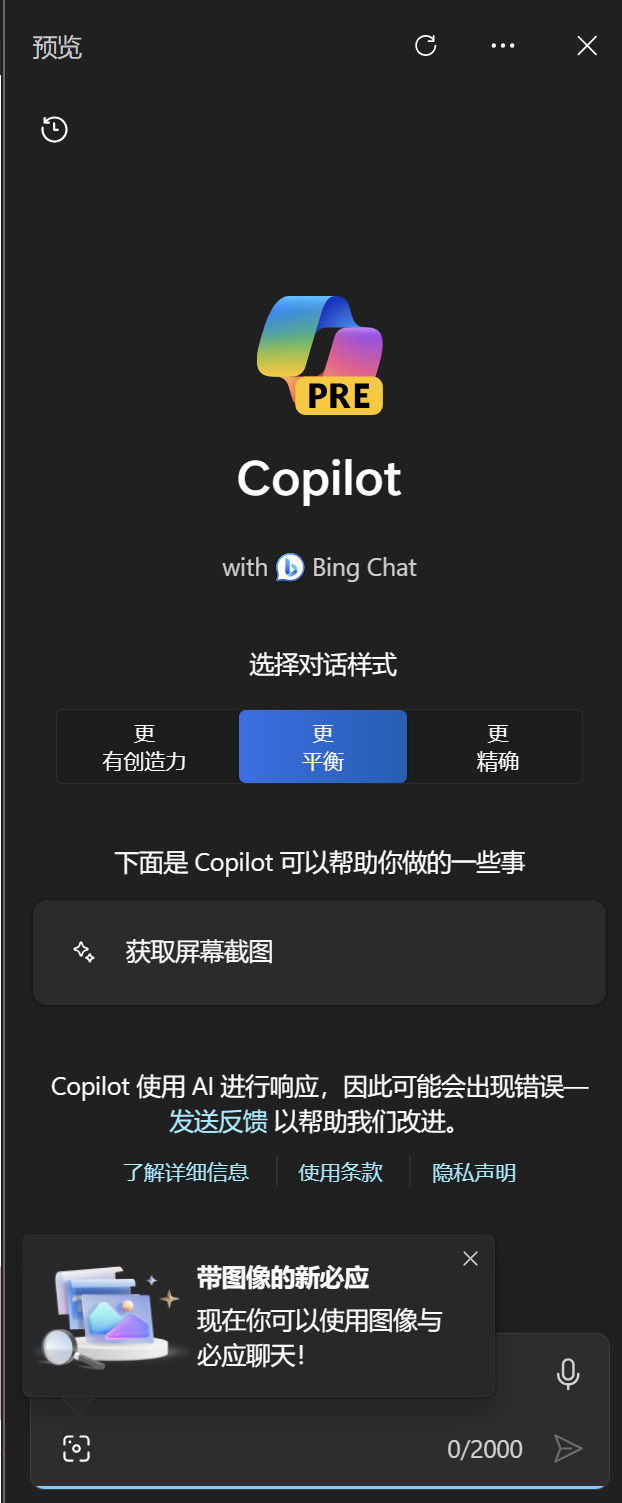 预览
PRE
Copilot
with Bing Chat
选择对话样式
更
有创造力
更
平衡
更
精确
下面是 Copilot 可以帮助你做的一些事
获取屏幕截图
Copilot 使用 AI 进行响应，因此可能会出现错误—
发送反馈 以帮助我们改进。
了解详细信息
使用条款
隐私声明
带图像的新必应
现在你可以使用图像与
必应聊天！
0/2000